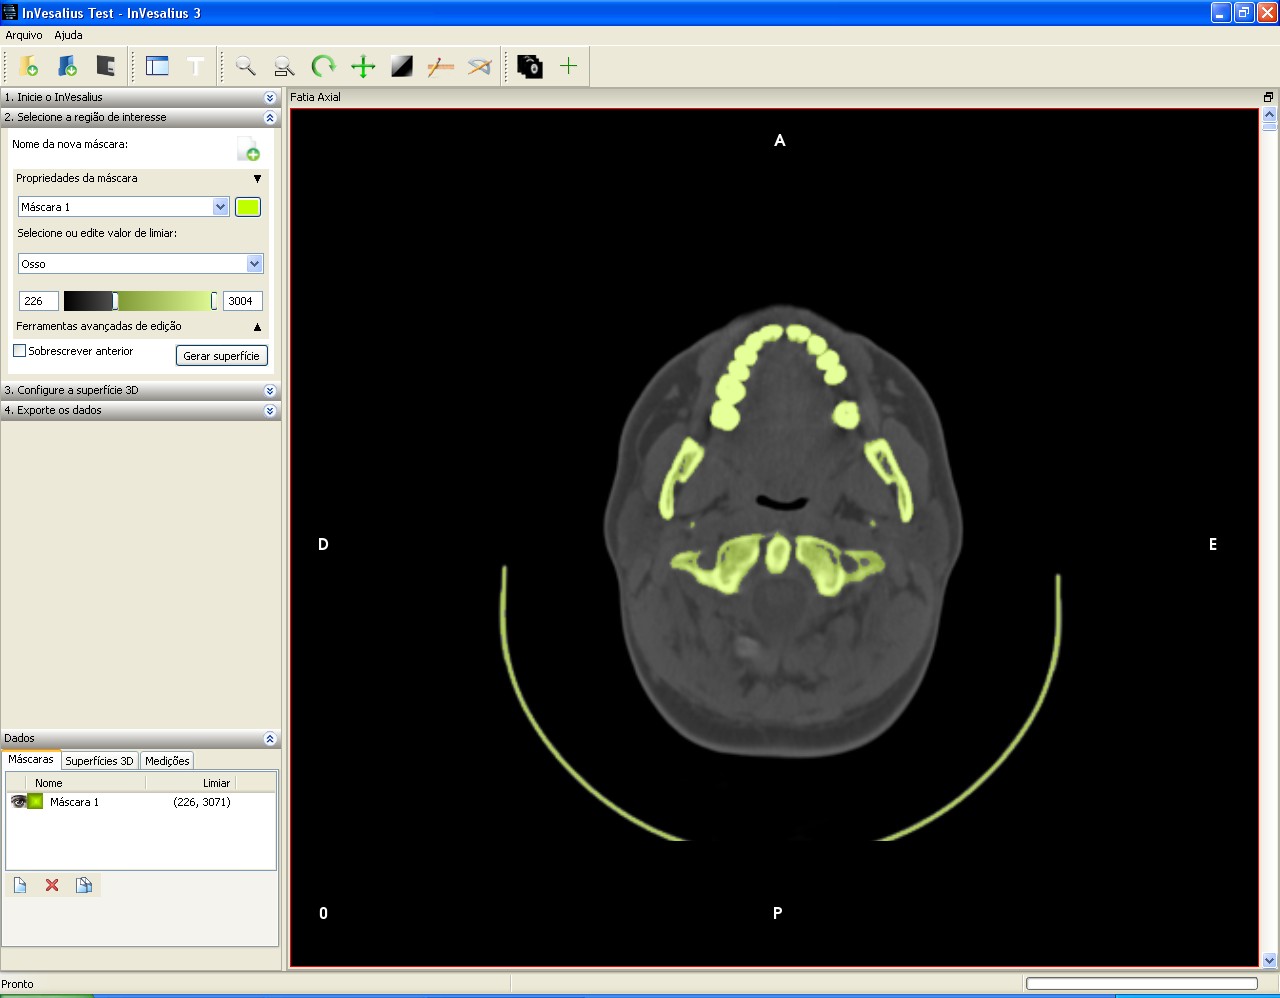 InVesalius Test - InVesalius 3
Arquivo Ajuda
1. Inicie o InVesalius
2. Selecione a região de interesse
Nome da nova máscara:
Propriedades da máscara
Máscara 1
Selecione ou edite valor de limiar:
Osso
226 3004
Ferramentas avançadas de edição
Sobrescrever anterior Gerar superfície
3. Configure a superfície 3D
4. Exporte os dados
Dados
Máscaras Superfícies 3D Medições
Nome Limiar
Máscara 1 (226, 3071)
Fatia Axial
A
D E
0 P
Pronto